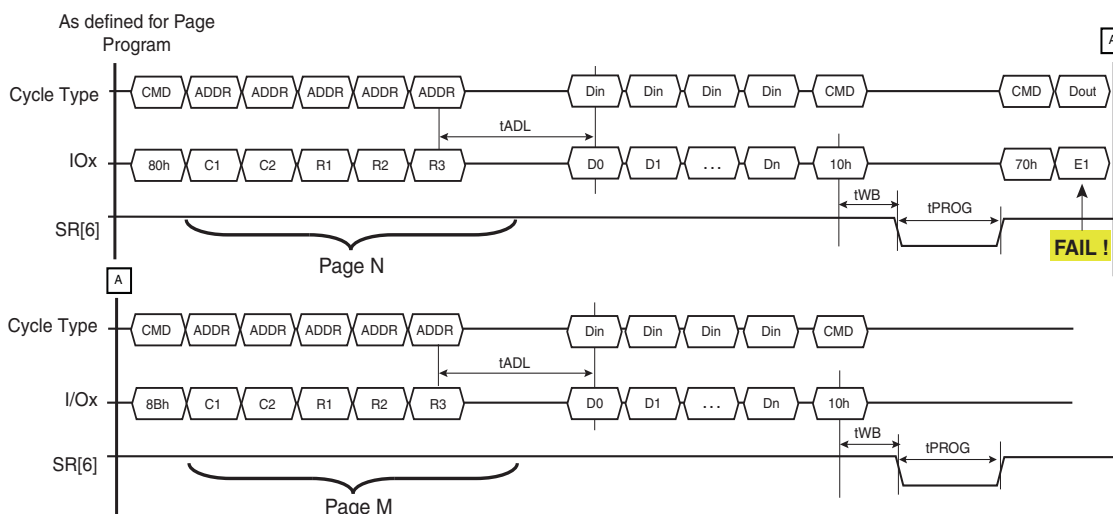 As defined for Page
Program
A
Cycle Type CMD ADDR ADDR ADDR ADDR ADDR Din Din Din Din CMD CMD Dout
tADL
IOx 80h C1 C2 R1 R2 R3 D0 D1 ... Dn 10h 70h E1
tWB tPROG
SR[6]
FAIL !
Page N
A
Cycle Type CMD ADDR ADDR ADDR ADDR ADDR Din Din Din Din CMD
tADL
I/Ox 8Bh C1 C2 R1 R2 R3 D0 D1 ... Dn 10h
tWB tPROG
SR[6]
Page M